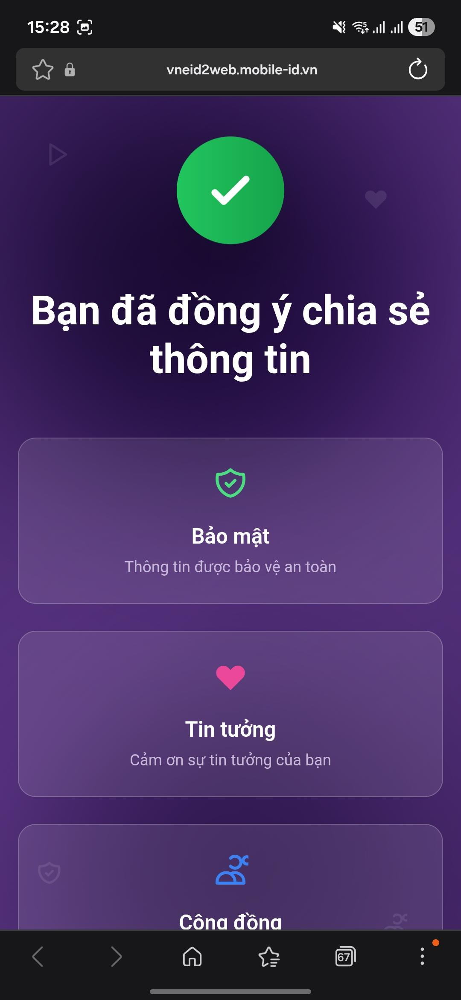 15:28
5
51
vneid2web.mobile-id.vn
Bạn đã đồng ý chia sẻ
thông tin
Bảo mật
Thông tin được bảo vệ an toàn
Tin tưởng
Cảm ơn sự tin tưởng của bạn
Cộng đồng
67